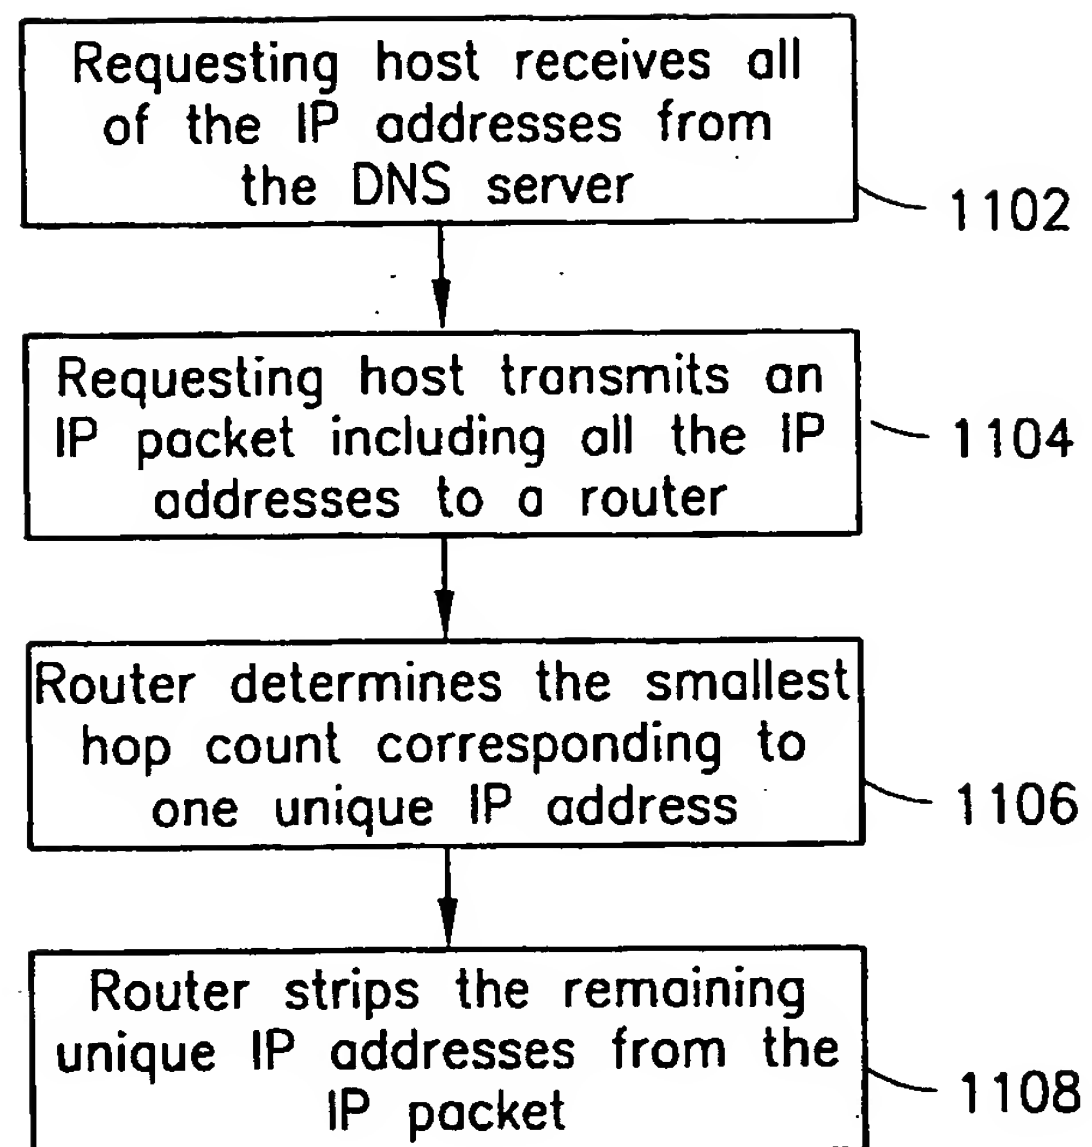 Requesting host receives all
of the IP addresses from
the DNS server
1102
Requesting host transmits an
IP packet including all the IP
addresses to a router
1104
Router determines the smallest
hop count corresponding to
one unique IP address
1106
Router strips the remaining
unique IP addresses from the
IP packet
1108